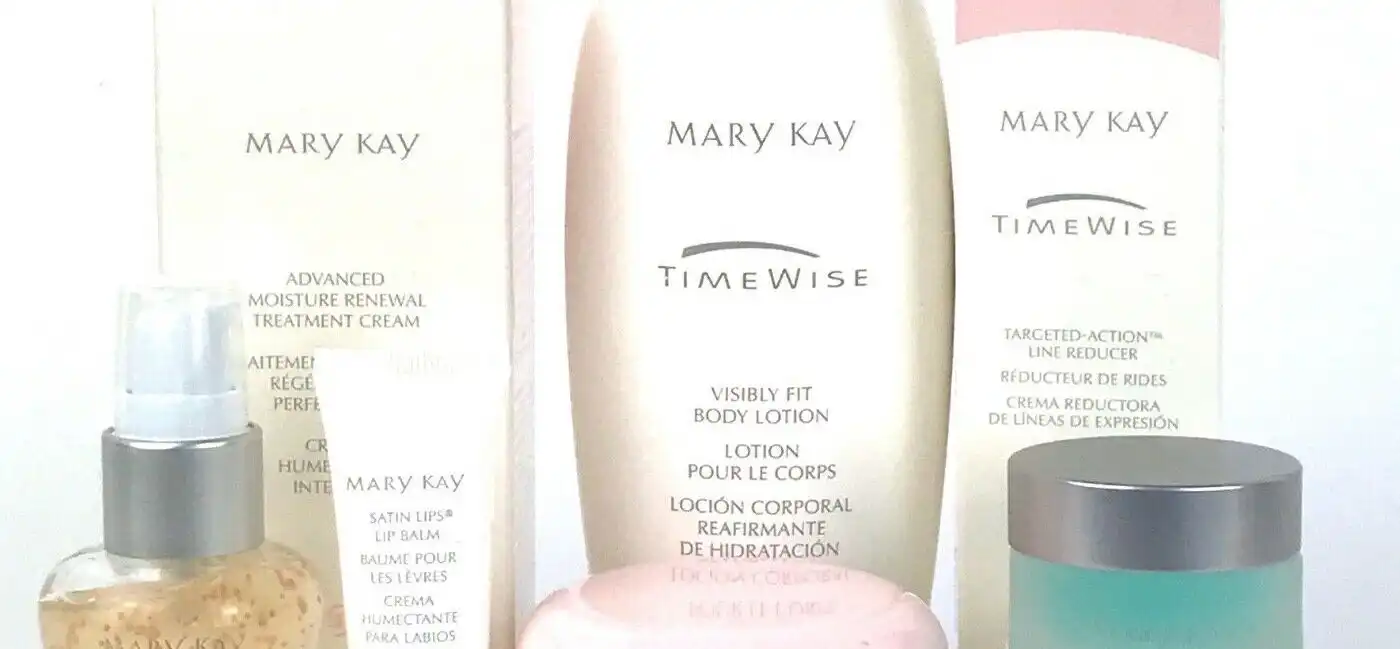 MARY KAY
ADVANCED
MOISTURE RENEWAL
TREATMENT CREAM
MARY KAY
SATIN LIPS®
LIP BALM
BAUME POUR
LES LÈVRES
CREMA
HUMECTANTE
PARA LABIOS
MARY KAY
MARY KAY
TIMEWISE
VISIBLY FIT
BODY LOTION
LOTION
POUR LE CORPS
LOCIÓN CORPORAL
REAFIRMANTE
DE HIDRATACIÓN
MARY KAY
TIMEWISE
TARGETED-ACTION™
LINE REDUCER
RÉDUCTEUR DE RIDES
CREMA REDUCTORA
DE LÍNEAS DE EXPRESIÓN